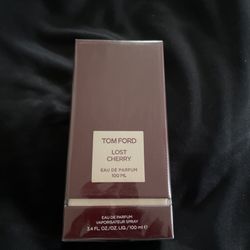 TOM FORD
LOST
CHERRY
EAU DE PARFUM
100 ML
EAU DE PARFUM
VAPORISATEUR SPRAY
3.4 FL. OZ./OZ. LIQ. / 100 ml e